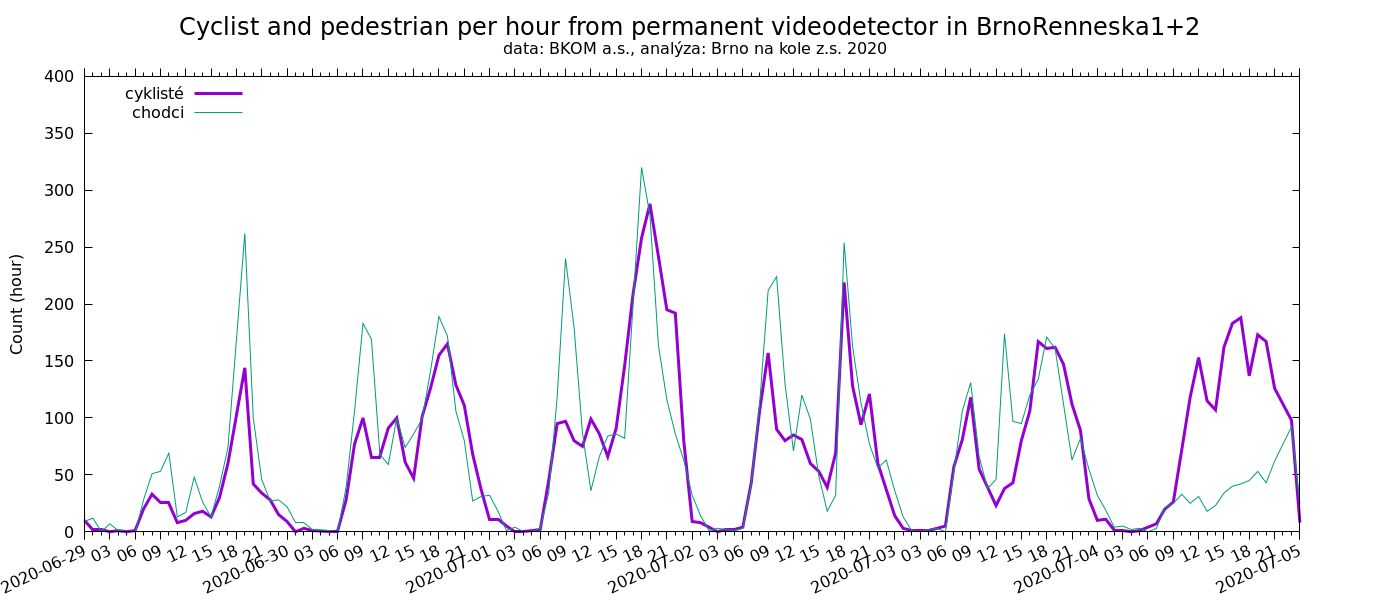 Cyclist and pedestrian per hour from permanent videodetector in BrnoRenneska1+2
data: BKOM a.s., analýza: Brno na kole z.s. 2020
cyklisté
chodci
Count (hour)
400
350
300
250
200
150
100
50
0
2020-06-29 03 06 09 12 15 18 21 2020-06-30 03 06 09 12 15 18 21 2020-07-01 03 06 09 12 15 18 21 2020-07-02 03 06 09 12 15 18 21 2020-07-03 03 06 09 12 15 18 21 2020-07-04 03 06 09 12 15 18 21 2020-07-05